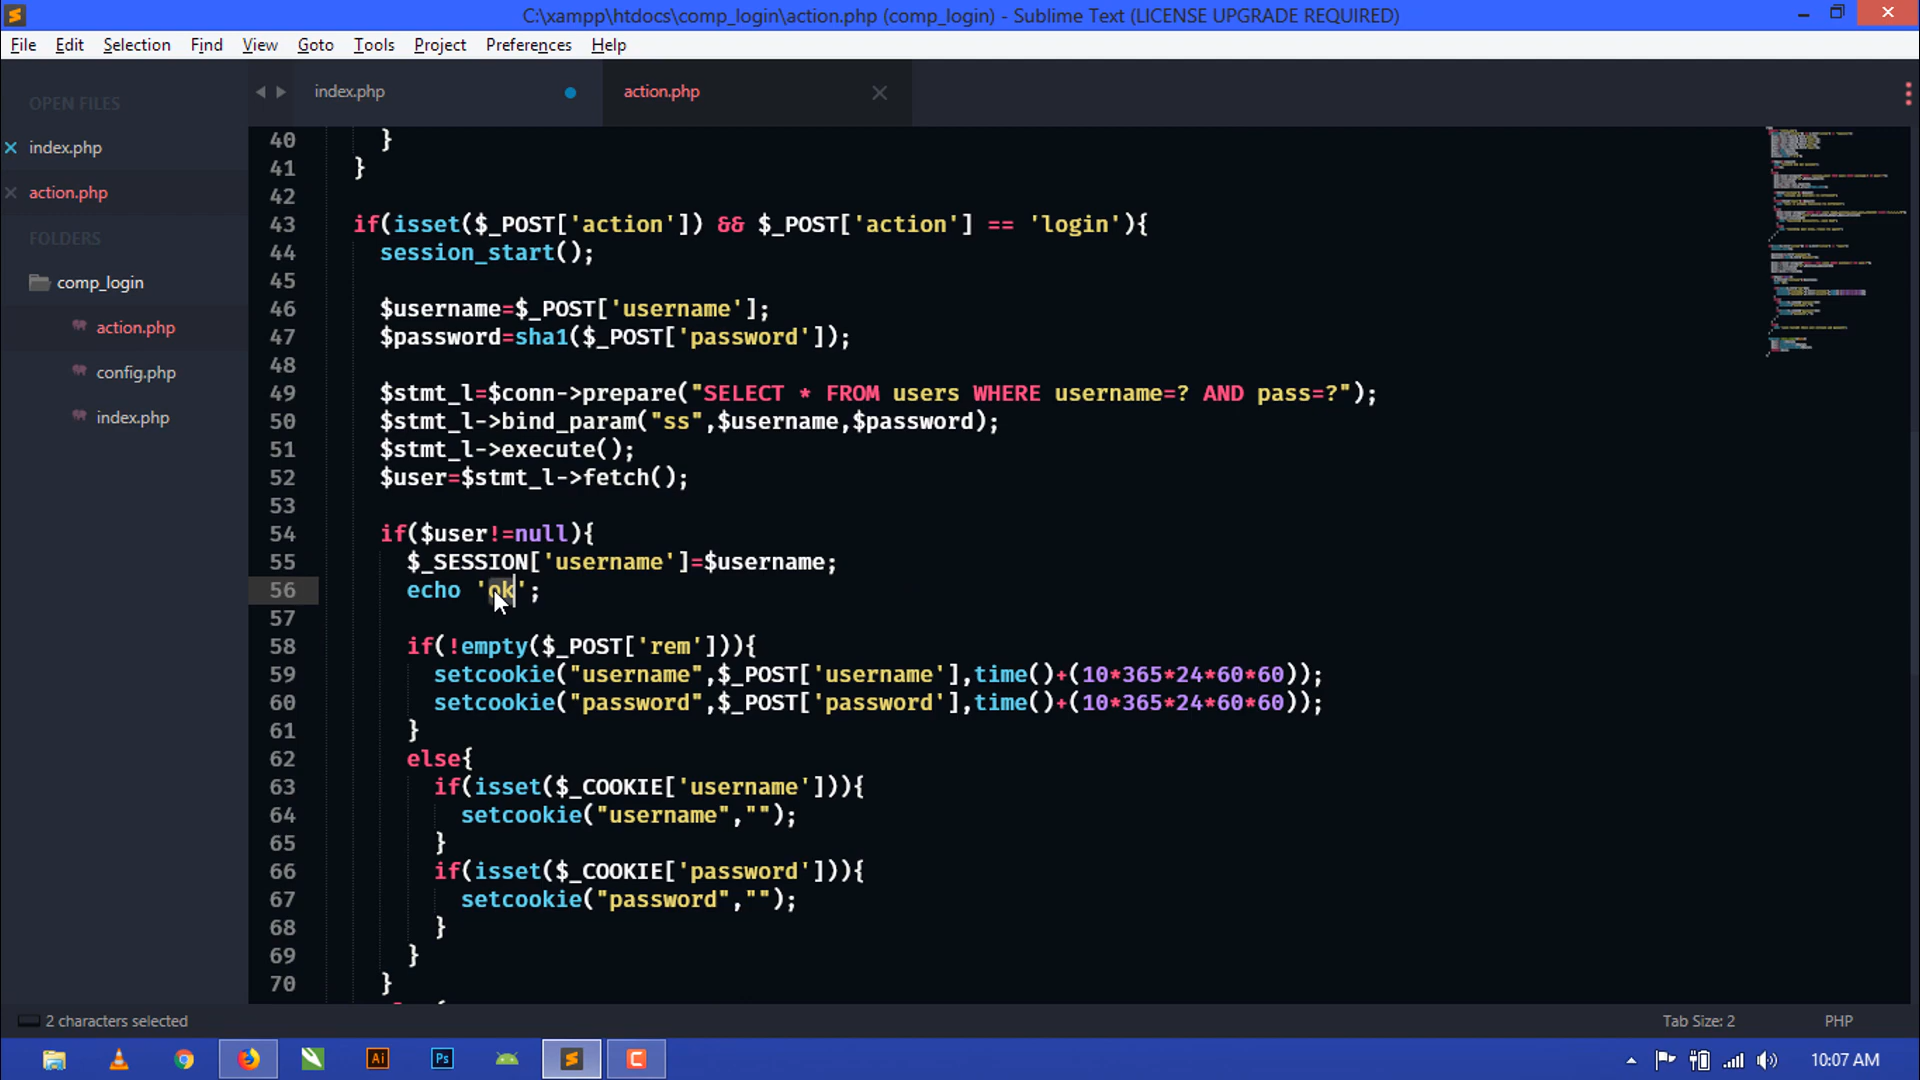 C:\xampp\htdocs\comp_login\action.php (comp_login) - Sublime Text (LICENSE UPGRADE REQUIRED)
File Edit Selection Find View Goto Tools Project Preferences Help
OPEN FILES
index.php
action.php
FOLDERS
comp_login
action.php
config.php
index.php
index.php action.php
40 }
41 }
42
43 if(isset($_POST['action']) && $_POST['action'] == 'login'){
44 session_start();
45
46 $username=$_POST['username'];
47 $password=sha1($_POST['password']);
48
49 $stmt_l=$conn->prepare("SELECT * FROM users WHERE username=? AND pass=?");
50 $stmt_l->bind_param("ss",$username,$password);
51 $stmt_l->execute();
52 $user=$stmt_l->fetch();
53
54 if($user!=null){
55 $_SESSION['username']=$username;
56 echo 'ok';
57
58 if(!empty($_POST['rem'])){
59 setcookie("username",$_POST['username'],time()+(10*365*24*60*60));
60 setcookie("password",$_POST['password'],time()+(10*365*24*60*60));
61 }
62 else{
63 if(isset($_COOKIE['username'])){
64 setcookie("username","");
65 }
66 if(isset($_COOKIE['password'])){
67 setcookie("password","");
68 }
69 }
70 }
2 characters selected
Tab Size: 2 PHP
Ai Ps C
10:07 AM